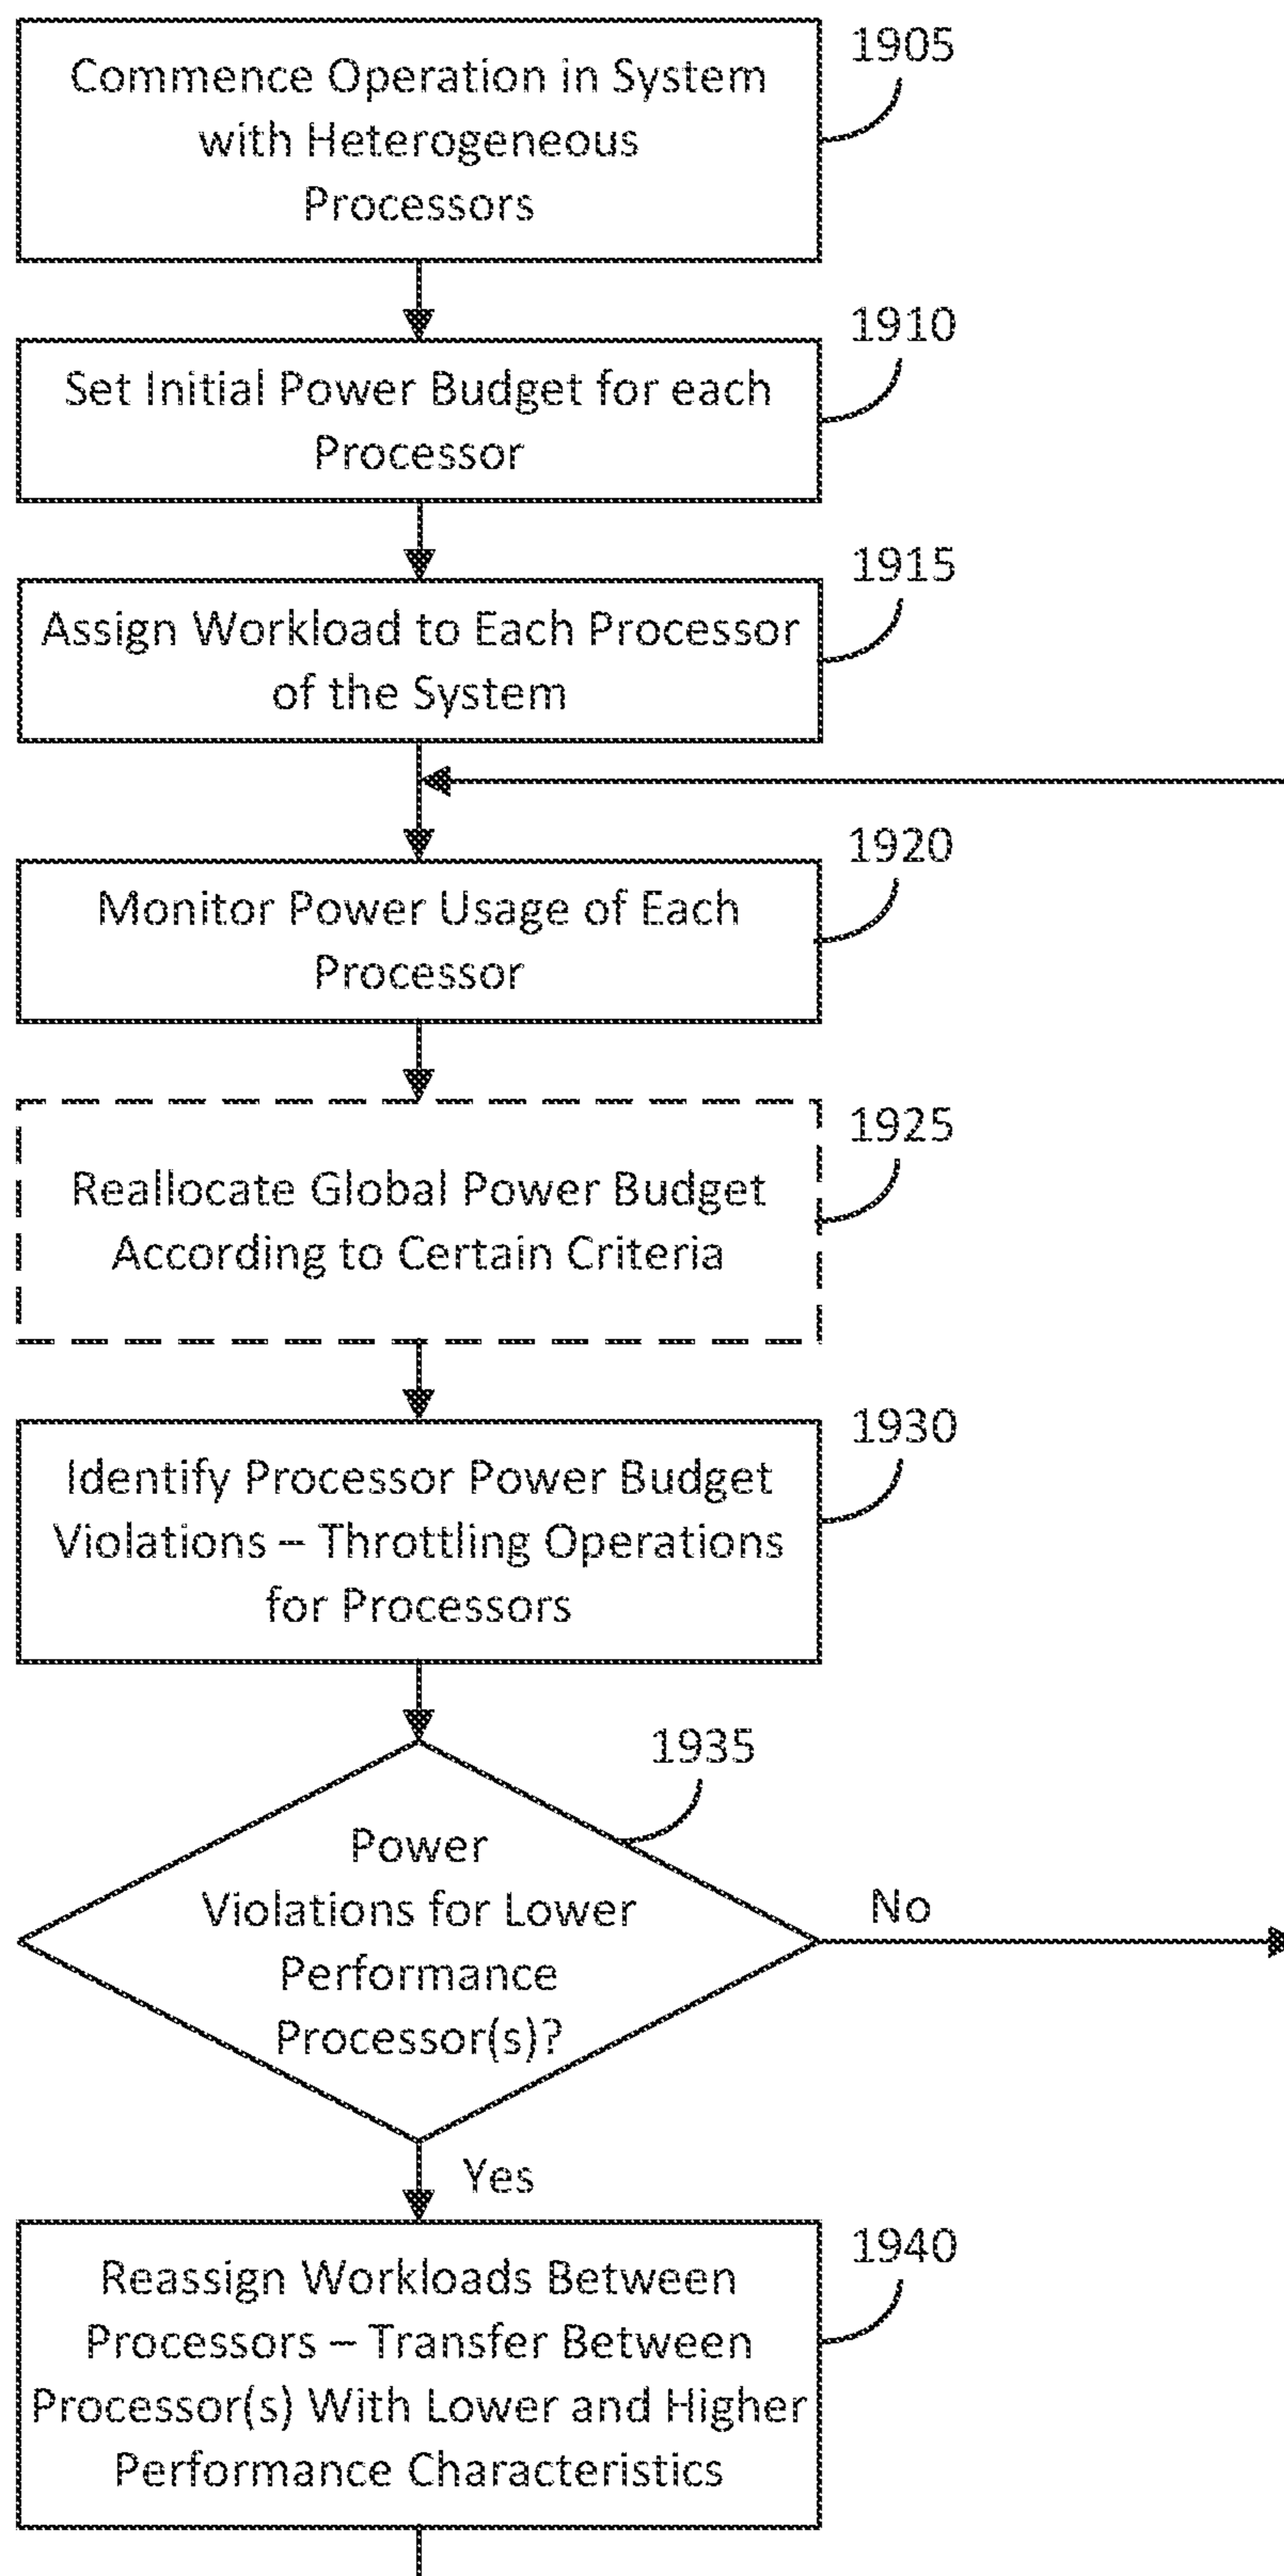 1905
Commence Operation in System
with Heterogeneous
Processors
1910
Set Initial Power Budget for each
Processor
1915
Assign Workload to Each Processor
of the System
1920
Monitor Power Usage of Each
Processor
1925
Reallocate Global Power Budget
According to Certain Criteria
1930
Identify Processor Power Budget
Violations – Throttling Operations
for Processors
1935
Power
Violations for Lower
Performance
Processor(s)?
No
Yes
1940
Reassign Workloads Between
Processors – Transfer Between
Processor(s) With Lower and Higher
Performance Characteristics